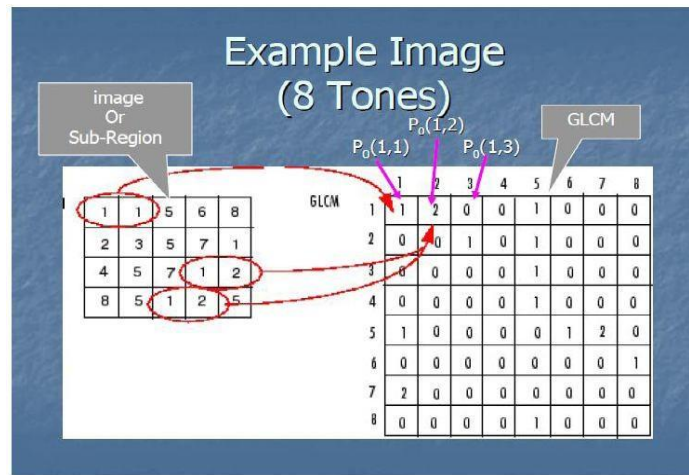 Example Image
(8 Tones)
image
Or
Sub-Region
GLCM
P₀(1,1)
P₀(1,2)
P₀(1,3)
1 1 5 6 8
2 3 5 7 1
4 5 7 1 2
8 5 1 2 5
GLCM
1 2 3 4 5 6 7 8
1 1 2 0 0 1 0 0 0
2 0 0 1 0 1 0 0 0
3 0 0 0 0 1 0 0 0
4 0 0 0 0 1 0 0 0
5 1 0 0 0 0 1 2 0
6 0 0 0 0 0 0 0 1
7 2 0 0 0 0 0 0 0
8 0 0 0 0 1 0 0 0